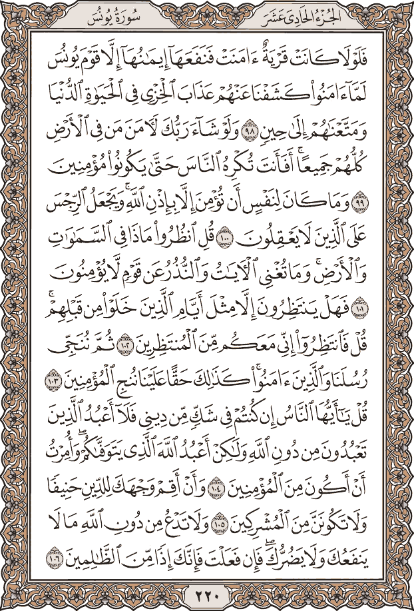 الجزء الحادي عشر
سورة يونس
فَلَوْلَا كَانَتْ قَرْيَةٌ ءَامَنَتْ فَنَفَعَهَآ إِيمَٰنُهَآ إِلَّا قَوْمَ يُونُسَ
لَمَّآ ءَامَنُوا۟ كَشَفْنَا عَنْهُمْ عَذَابَ ٱلْخِزْىِ فِى ٱلْحَيَوٰةِ ٱلدُّنْيَا
وَمَتَّعْنَٰهُمْ إِلَىٰ حِينٍ ٩٨ وَلَوْ شَآءَ رَبُّكَ لَءَامَنَ مَن فِى ٱلْأَرْضِ
كُلُّهُمْ جَمِيعًا ۚ أَفَأَنتَ تُكْرِهُ ٱلنَّاسَ حَتَّىٰ يَكُونُوا۟ مُؤْمِنِينَ
٩٩ وَمَا كَانَ لِنَفْسٍ أَن تُؤْمِنَ إِلَّا بِإِذْنِ ٱللَّهِ ۚ وَيَجْعَلُ ٱلرِّجْسَ
عَلَى ٱلَّذِينَ لَا يَعْقِلُونَ ١٠٠ قُلِ ٱنظُرُوا۟ مَاذَا فِى ٱلسَّمَٰوَٰتِ
وَٱلْأَرْضِ ۚ وَمَا تُغْنِى ٱلْءَايَٰتُ وَٱلنُّذُرُ عَن قَوْمٍ لَّا يُؤْمِنُونَ
١٠١ فَهَلْ يَنتَظِرُونَ إِلَّا مِثْلَ أَيَّامِ ٱلَّذِينَ خَلَوْا۟ مِن قَبْلِهِمْ ۚ
قُلْ فَٱنتَظِرُوٓا۟ إِنِّى مَعَكُم مِّنَ ٱلْمُنتَظِرِينَ ١٠٢ ثُمَّ نُنَجِّى
رُسُلَنَا وَٱلَّذِينَ ءَامَنُوا۟ ۚ كَذَٰلِكَ حَقًّا عَلَيْنَا نُنجِ ٱلْمُؤْمِنِينَ ١٠٣
قُلْ يَٰٓأَيُّهَا ٱلنَّاسُ إِن كُنتُمْ فِى شَكٍّ مِّن دِينِى فَلَآ أَعْبُدُ ٱلَّذِينَ
تَعْبُدُونَ مِن دُونِ ٱللَّهِ وَلَٰكِنْ أَعْبُدُ ٱللَّهَ ٱلَّذِى يَتَوَفَّىٰكُمْ ۖ وَأُمِرْتُ
أَنْ أَكُونَ مِنَ ٱلْمُؤْمِنِينَ ١٠٤ وَأَنْ أَقِمْ وَجْهَكَ لِلدِّينِ حَنِيفًا
وَلَا تَكُونَنَّ مِنَ ٱلْمُشْرِكِينَ ١٠٥ وَلَا تَدْعُ مِن دُونِ ٱللَّهِ مَا لَا
يَنفَعُكَ وَلَا يَضُرُّكَ ۖ فَإِن فَعَلْتَ فَإِنَّكَ إِذًا مِّنَ ٱلظَّٰلِمِينَ ١٠٦
٢٢٠